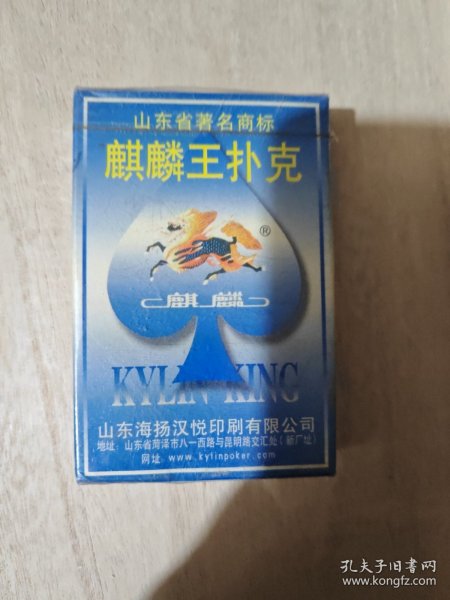 山东省著名商标
麒麟王扑克
®
麒麟
KYLIN KING
山东海扬汉悦印刷有限公司
地址：山东省菏泽市八一西路与昆明路交汇处（新厂址）
网址：www.kylinpoker.com
孔夫子旧书网
www.kongfz.com